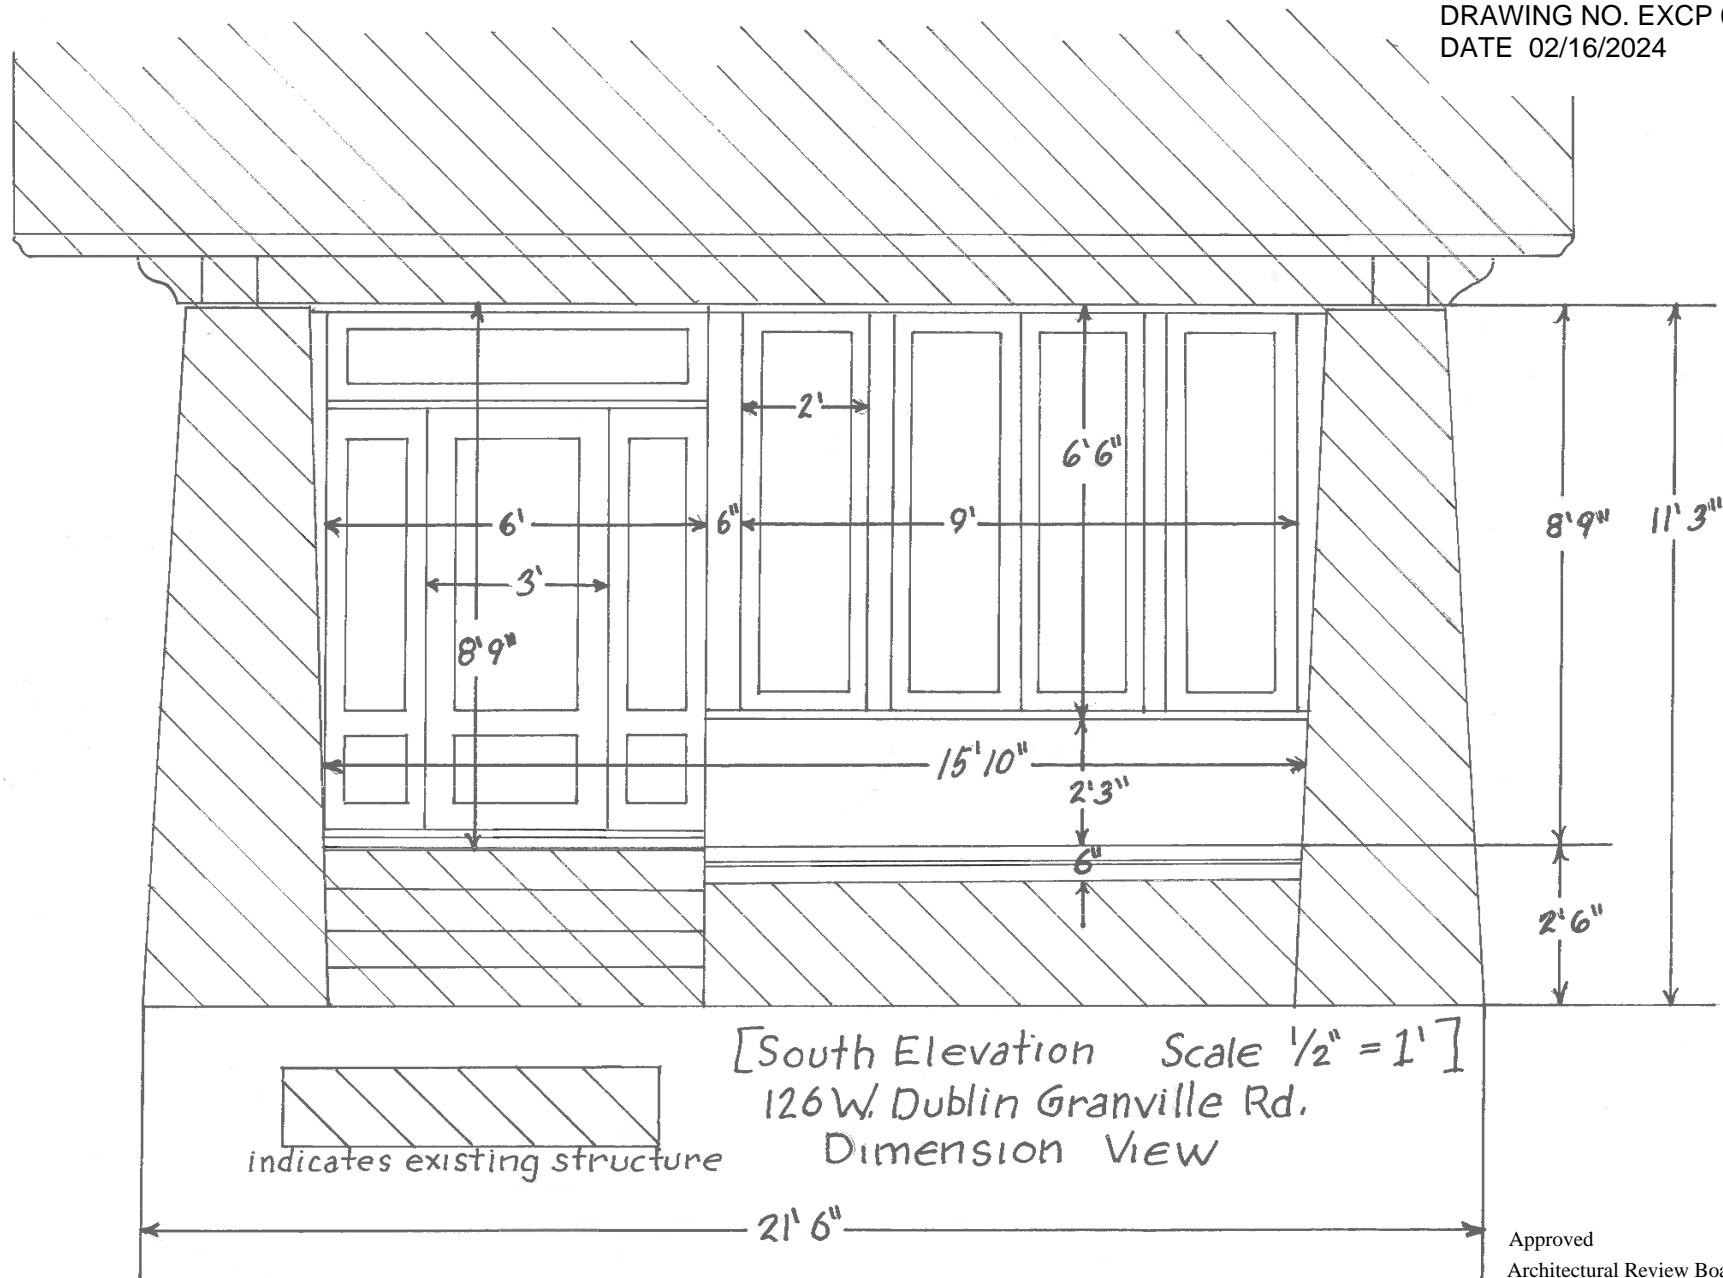 DRAWING NO. EXCP
DATE 02/16/2024
2'
6'6"
6'
6"
9'
8'9"
11'3"
3'
8'9"
15'10"
2'3"
6"
2'6"
[South Elevation Scale 1/2" = 1']
126 W. Dublin Granville Rd.
Dimension View
indicates existing structure
21' 6"
Approved
Architectural Review